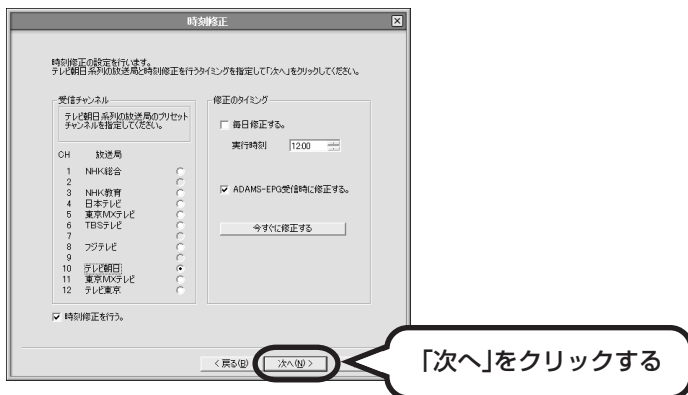 時刻修正
時刻修正の設定を行います。
テレビ朝日系列の放送局と時刻修正を行うタイミングを指定して「次へ」をクリックしてください。
受信チャンネル
テレビ朝日系列の放送局のプリセット
チャンネルを指定してください。
CH 放送局
1 NHK総合
2
3 NHK教育
4 日本テレビ
5 東京MXテレビ
6 TBSテレビ
7
8 フジテレビ
9
10 テレビ朝日
11 東京MXテレビ
12 テレビ東京
修正のタイミング
毎日修正する。
実行時刻 12:00
ADAMS-EPG受信時に修正する。
今すぐに修正する
時刻修正を行う。
< 戻る(B)
次へ(N) >
「次へ」をクリックする